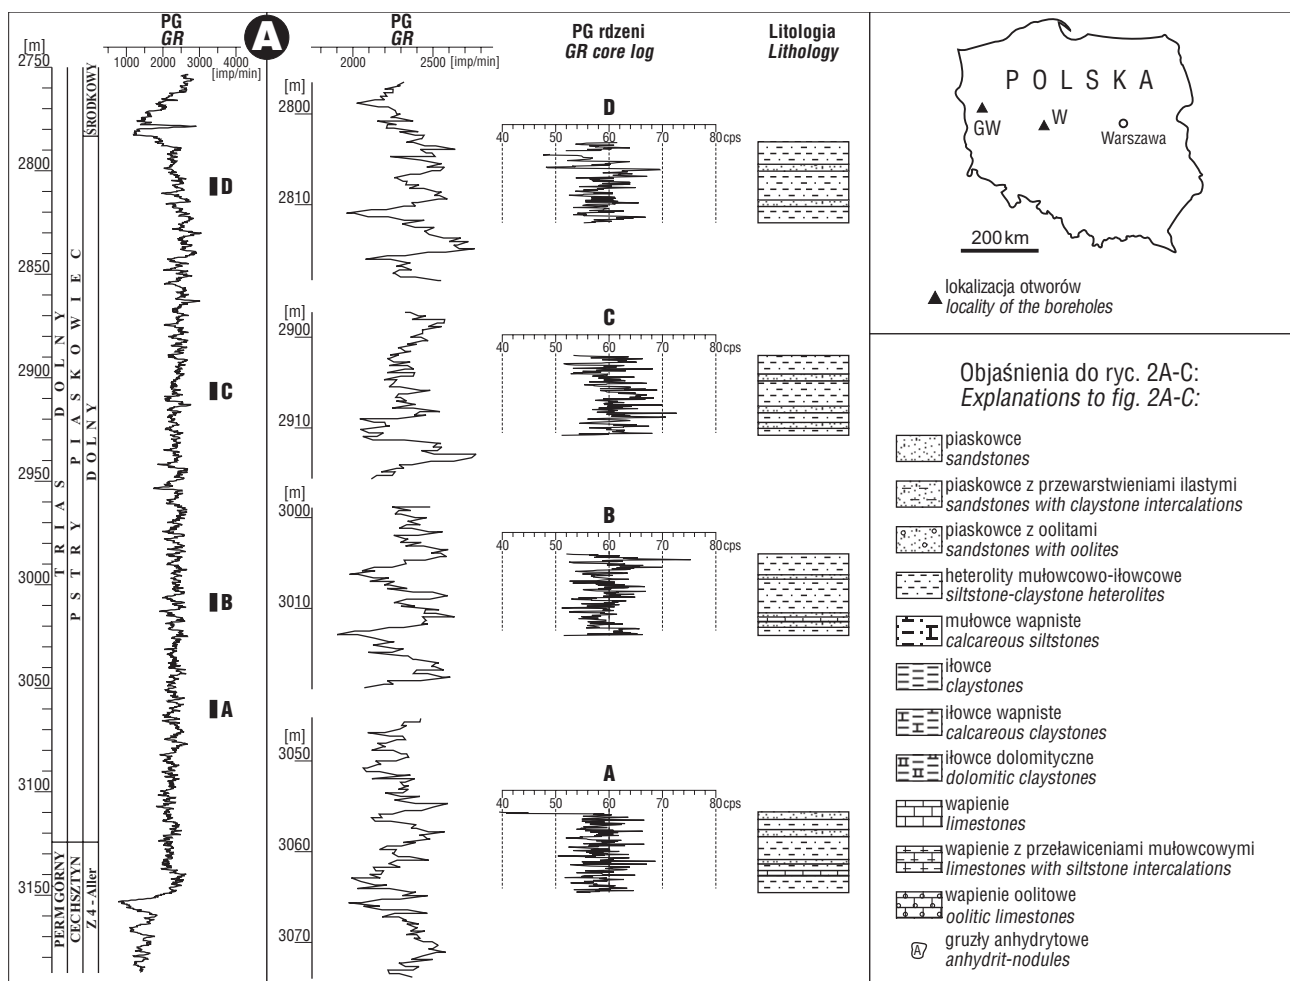 PG
GR
[m]
1000 2000 3000 4000
[imp/min]
2750
2800
2850
2900
2950
3000
3050
3100
3150
ŚRODKOWY
DOLNY
PSTRY PIASKOWIEC
TRIAS DOLNY
PERM GÓRNY
CECHSZTYN
Z 4 - Aller
D
C
B
A
A
PG
GR
2000 2500 [imp/min]
[m]
2800
2810
[m]
2900
2910
[m]
3000
3010
[m]
3050
3060
3070
PG rdzeni
GR core log
D
40 50 60 70 80 cps
C
40 50 60 70 80 cps
B
40 50 60 70 80 cps
A
40 50 60 70 80 cps
Litologia
Lithology
POLSKA
GW
W
Warszawa
200 km
lokalizacja otworów
locality of the boreholes
Objaśnienia do ryc. 2A-C:
Explanations to fig. 2A-C:
piaskowce
sandstones
piaskowce z przewarstwieniami ilastymi
sandstones with claystone intercalations
piaskowce z oolitami
sandstones with oolites
heterolity mułowcowo-iłowcowe
siltstone-claystone heterolites
mułowce wapniste
calcareous siltstones
iłowce
claystones
iłowce wapniste
calcareous claystones
iłowce dolomityczne
dolomitic claystones
wapienie
limestones
wapienie z przeławiceniami mułowcowymi
limestones with siltstone intercalations
wapienie oolitowe
oolitic limestones
A
gruzły anhydrytowe
anhydrit-nodules